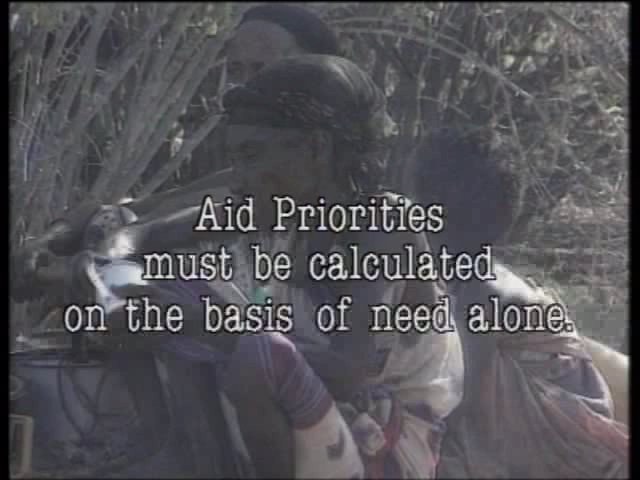 Aid Priorities
must be calculated
on the basis of need alone.